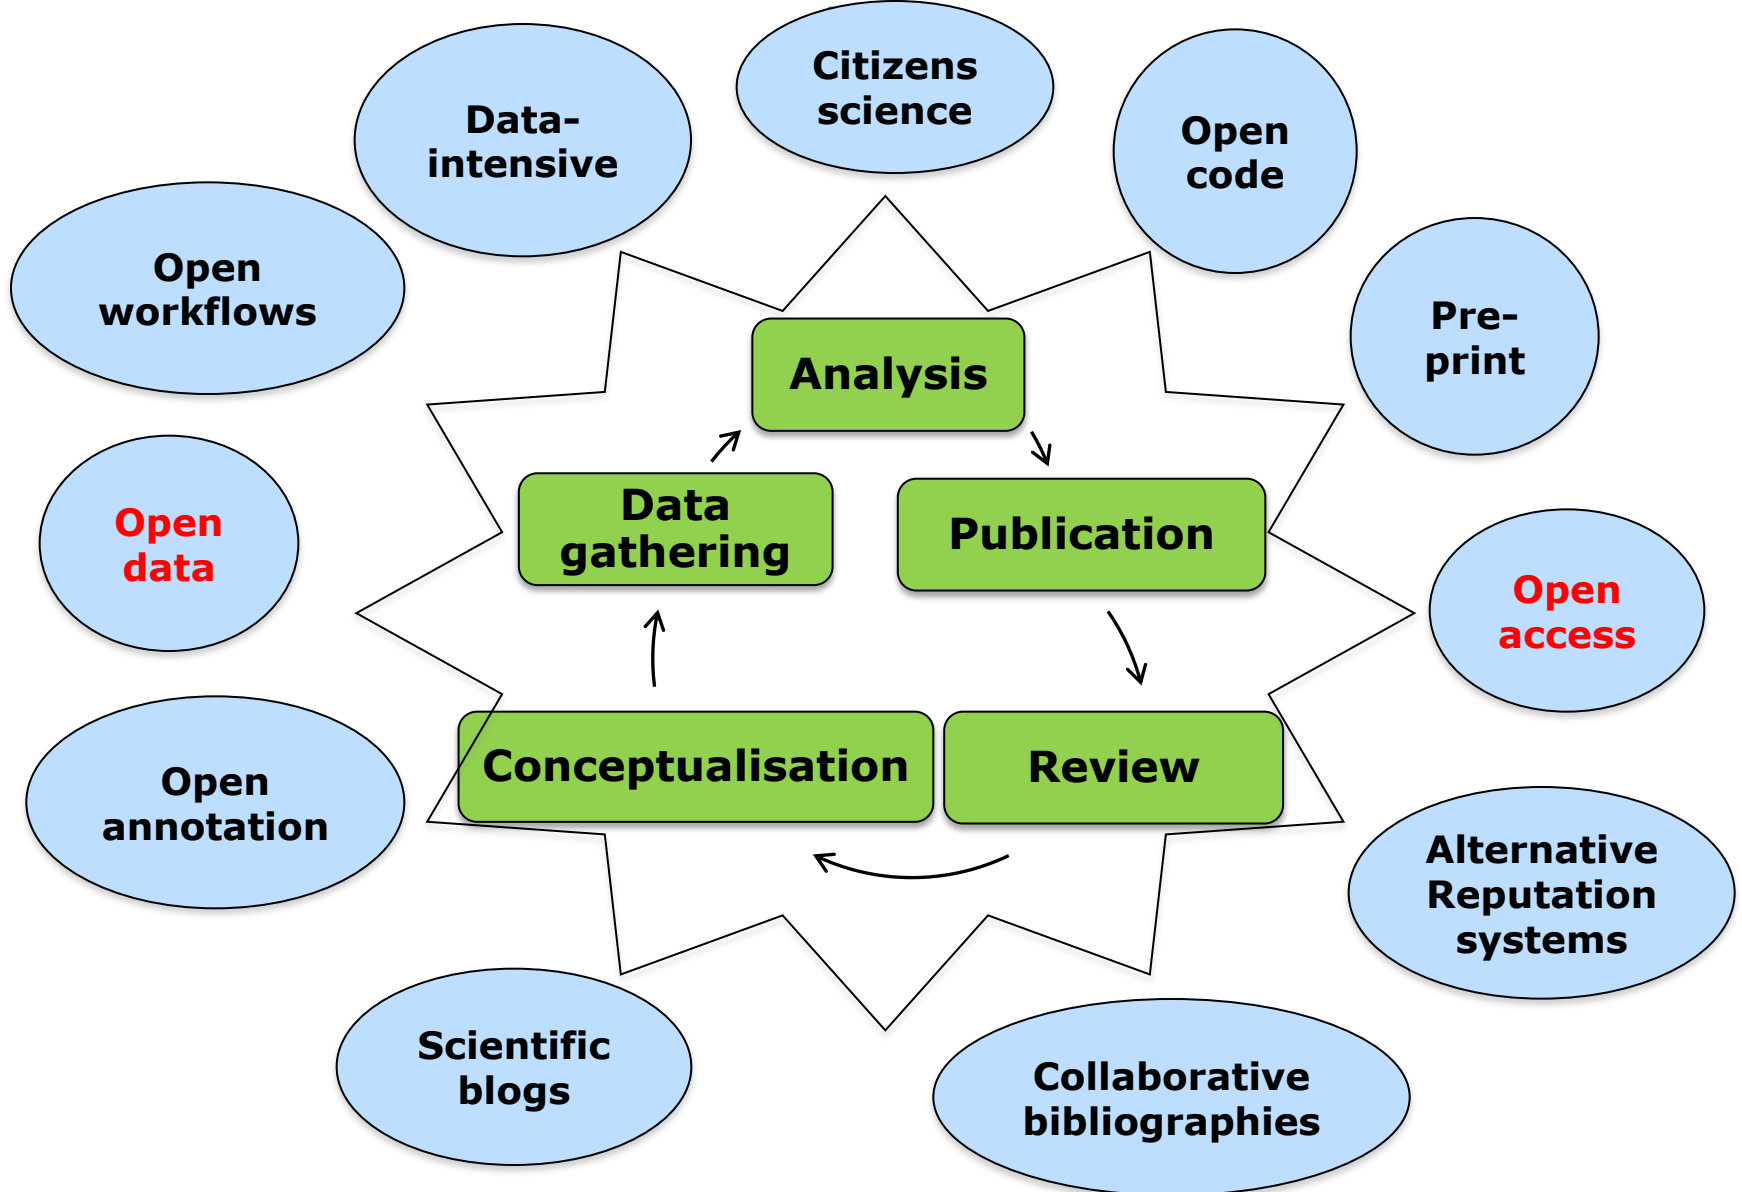 Citizens
science
Data-
intensive
Open
code
Open
workflows
Pre-
print
Analysis
Data
gathering
Publication
Open
data
Open
access
Conceptualisation
Review
Open
annotation
Alternative
Reputation
systems
Scientific
blogs
Collaborative
bibliographies